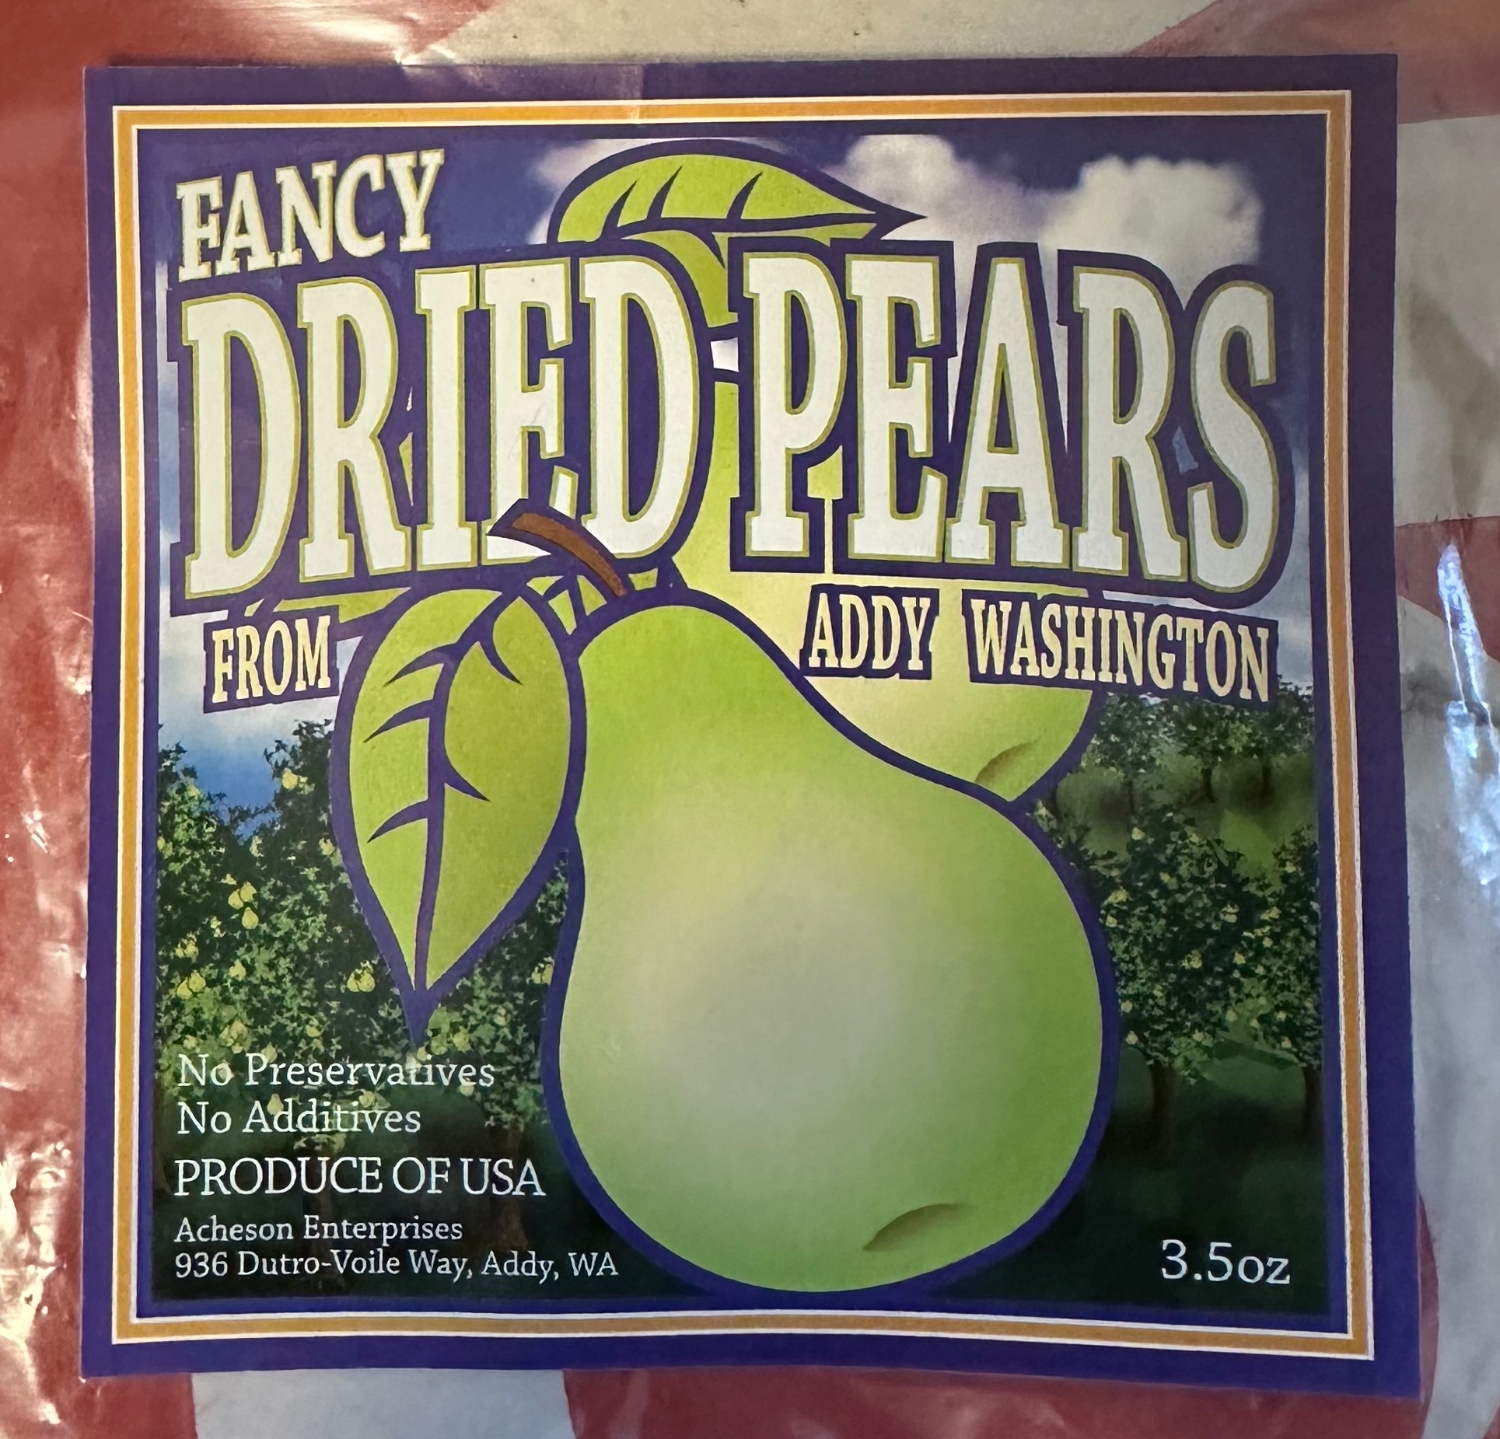 FANCY
DRIED PEARS
FROM ADDY WASHINGTON
No Preservatives
No Additives
PRODUCE OF USA
Acheson Enterprises
936 Dutro-Voile Way, Addy, WA
3.5oz